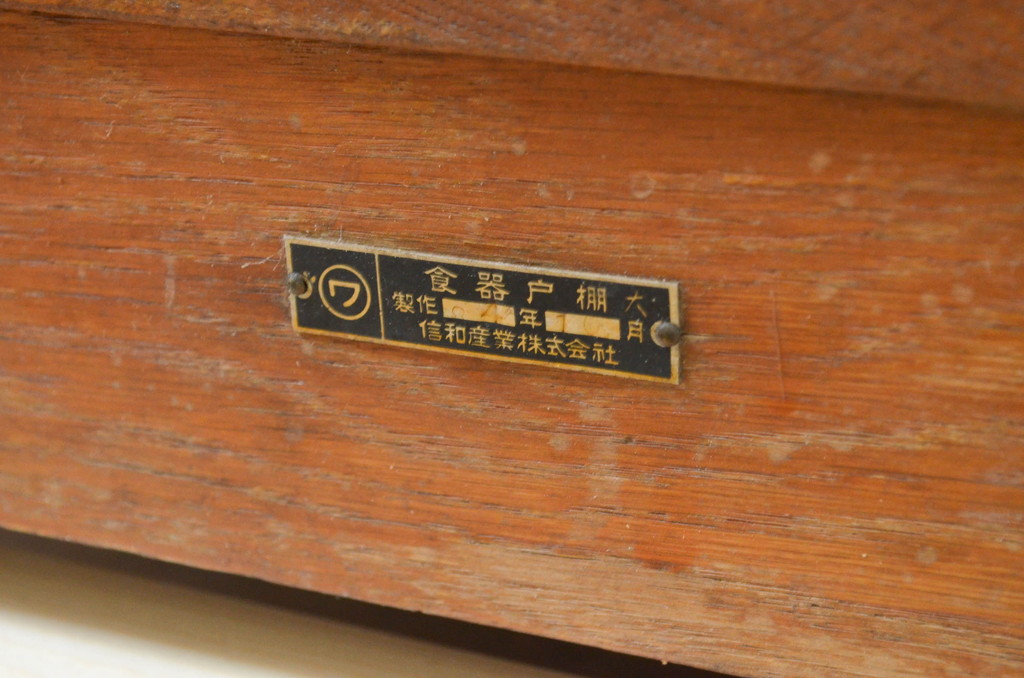 ワ
食器戸棚 大
製作 年 月
信和産業株式会社